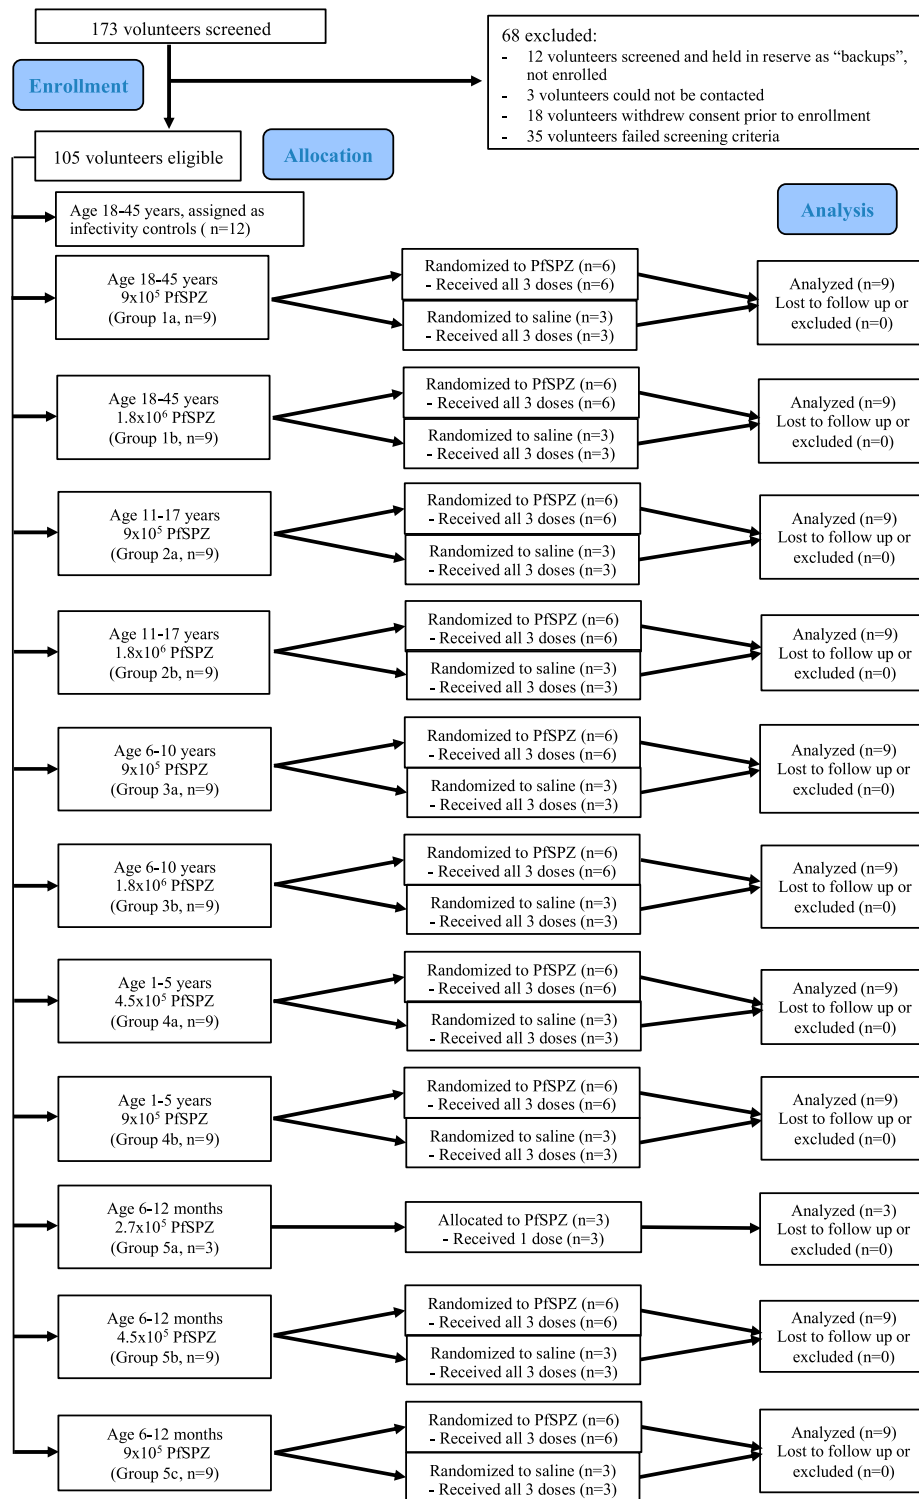 173 volunteers screened
68 excluded:
- 12 volunteers screened and held in reserve as “backups”,
not enrolled
- 3 volunteers could not be contacted
- 18 volunteers withdrew consent prior to enrollment
- 35 volunteers failed screening criteria
Enrollment
105 volunteers eligible
Allocation
Analysis
Age 18-45 years, assigned as
infectivity controls ( n=12)
Age 18-45 years
9x10⁵ PfSPZ
(Group 1a, n=9)
Randomized to PfSPZ (n=6)
- Received all 3 doses (n=6)
Randomized to saline (n=3)
- Received all 3 doses (n=3)
Analyzed (n=9)
Lost to follow up or
excluded (n=0)
Age 18-45 years
1.8x10⁶ PfSPZ
(Group 1b, n=9)
Randomized to PfSPZ (n=6)
- Received all 3 doses (n=6)
Randomized to saline (n=3)
- Received all 3 doses (n=3)
Analyzed (n=9)
Lost to follow up or
excluded (n=0)
Age 11-17 years
9x10⁵ PfSPZ
(Group 2a, n=9)
Randomized to PfSPZ (n=6)
- Received all 3 doses (n=6)
Randomized to saline (n=3)
- Received all 3 doses (n=3)
Analyzed (n=9)
Lost to follow up or
excluded (n=0)
Age 11-17 years
1.8x10⁶ PfSPZ
(Group 2b, n=9)
Randomized to PfSPZ (n=6)
- Received all 3 doses (n=6)
Randomized to saline (n=3)
- Received all 3 doses (n=3)
Analyzed (n=9)
Lost to follow up or
excluded (n=0)
Age 6-10 years
9x10⁵ PfSPZ
(Group 3a, n=9)
Randomized to PfSPZ (n=6)
- Received all 3 doses (n=6)
Randomized to saline (n=3)
- Received all 3 doses (n=3)
Analyzed (n=9)
Lost to follow up or
excluded (n=0)
Age 6-10 years
1.8x10⁶ PfSPZ
(Group 3b, n=9)
Randomized to PfSPZ (n=6)
- Received all 3 doses (n=6)
Randomized to saline (n=3)
- Received all 3 doses (n=3)
Analyzed (n=9)
Lost to follow up or
excluded (n=0)
Age 1-5 years
4.5x10⁵ PfSPZ
(Group 4a, n=9)
Randomized to PfSPZ (n=6)
- Received all 3 doses (n=6)
Randomized to saline (n=3)
- Received all 3 doses (n=3)
Analyzed (n=9)
Lost to follow up or
excluded (n=0)
Age 1-5 years
9x10⁵ PfSPZ
(Group 4b, n=9)
Randomized to PfSPZ (n=6)
- Received all 3 doses (n=6)
Randomized to saline (n=3)
- Received all 3 doses (n=3)
Analyzed (n=9)
Lost to follow up or
excluded (n=0)
Age 6-12 months
2.7x10⁵ PfSPZ
(Group 5a, n=3)
Allocated to PfSPZ (n=3)
- Received 1 dose (n=3)
Analyzed (n=3)
Lost to follow up or
excluded (n=0)
Age 6-12 months
4.5x10⁵ PfSPZ
(Group 5b, n=9)
Randomized to PfSPZ (n=6)
- Received all 3 doses (n=6)
Randomized to saline (n=3)
- Received all 3 doses (n=3)
Analyzed (n=9)
Lost to follow up or
excluded (n=0)
Age 6-12 months
9x10⁵ PfSPZ
(Group 5c, n=9)
Randomized to PfSPZ (n=6)
- Received all 3 doses (n=6)
Randomized to saline (n=3)
- Received all 3 doses (n=3)
Analyzed (n=9)
Lost to follow up or
excluded (n=0)